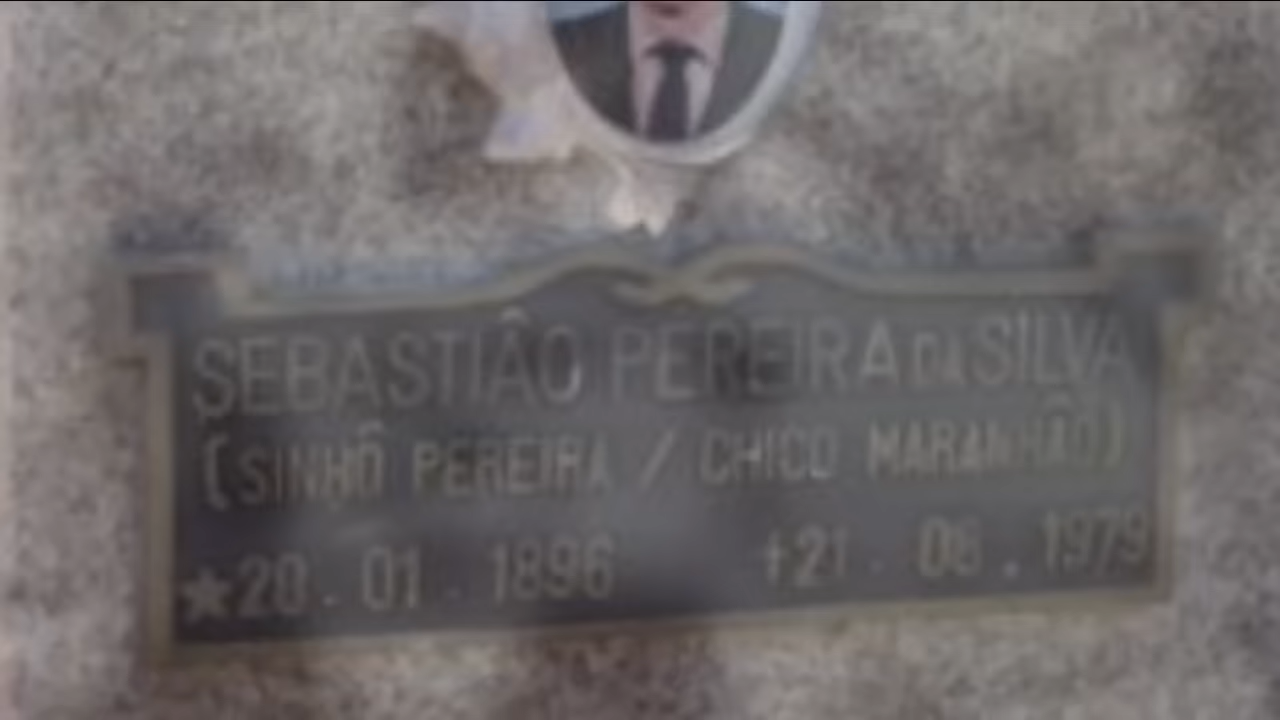 SEBASTIÃO PEREIRA DA SILVA
(SINHÔ PEREIRA / CHICO MARANHÃO)
★20 . 01 . 1896 +21 . 08 . 1979